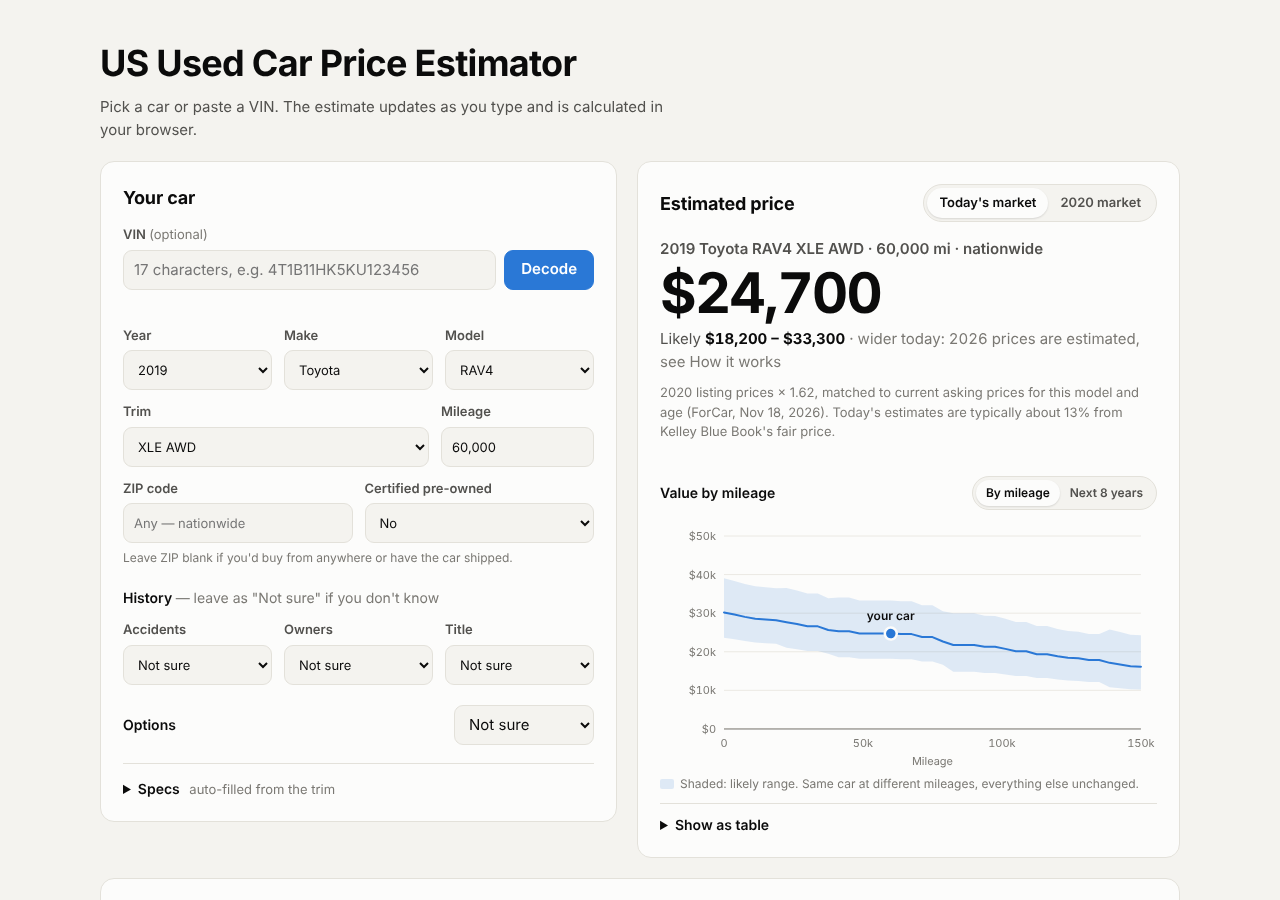 US Used Car Price Estimator
Pick a car or paste a VIN. The estimate updates as you type and is calculated in
your browser.
Your car
VIN (optional)
17 characters, e.g. 4T1B11HK5KU123456
Decode
Year
Make
Model
2019
Toyota
RAV4
Trim
Mileage
XLE AWD
60,000
ZIP code
Certified pre-owned
Any — nationwide
No
Leave ZIP blank if you'd buy from anywhere or have the car shipped.
History — leave as "Not sure" if you don't know
Accidents
Owners
Title
Not sure
Not sure
Not sure
Options
Not sure
Specs auto-filled from the trim
Estimated price
Today's market
2020 market
2019 Toyota RAV4 XLE AWD · 60,000 mi · nationwide
$24,700
Likely $18,200 – $33,300 · wider today: 2026 prices are estimated,
see How it works
2020 listing prices × 1.62, matched to current asking prices for this model and
age (ForCar, Nov 18, 2026). Today's estimates are typically about 13% from
Kelley Blue Book's fair price.
Value by mileage
By mileage
Next 8 years
$50k
$40k
$30k
$20k
$10k
$0
your car
0
50k
100k
150k
Mileage
Shaded: likely range. Same car at different mileages, everything else unchanged.
Show as table